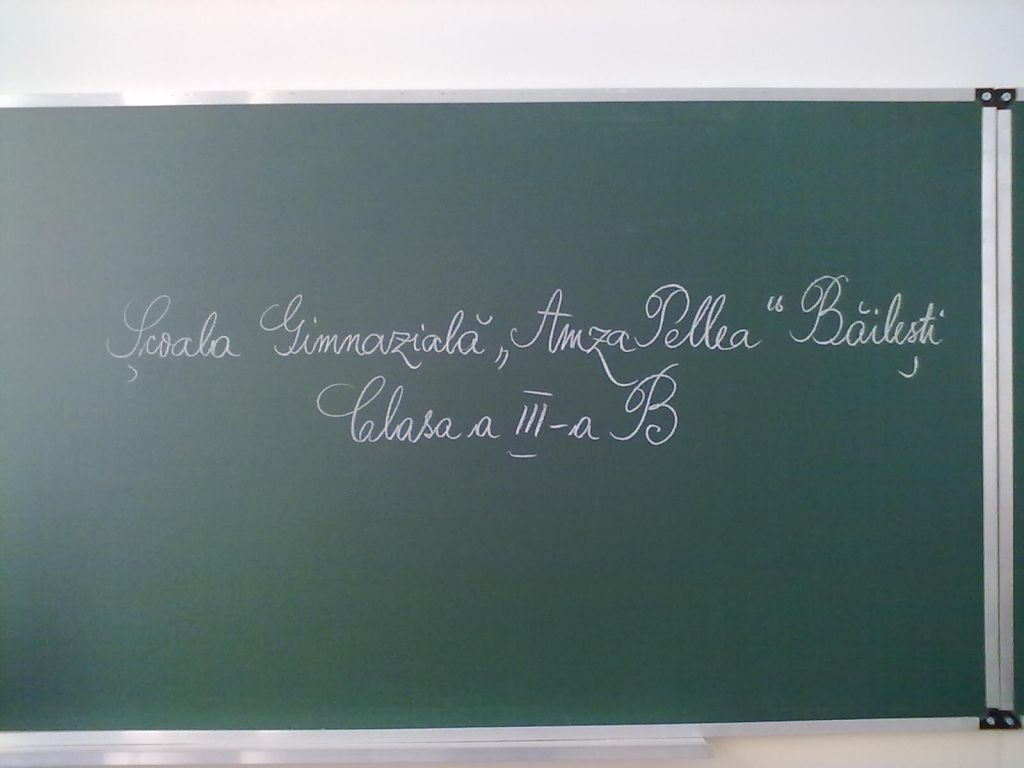 Școala Gimnazială „Amza Pellea“ Băilești
Clasa a III-a B